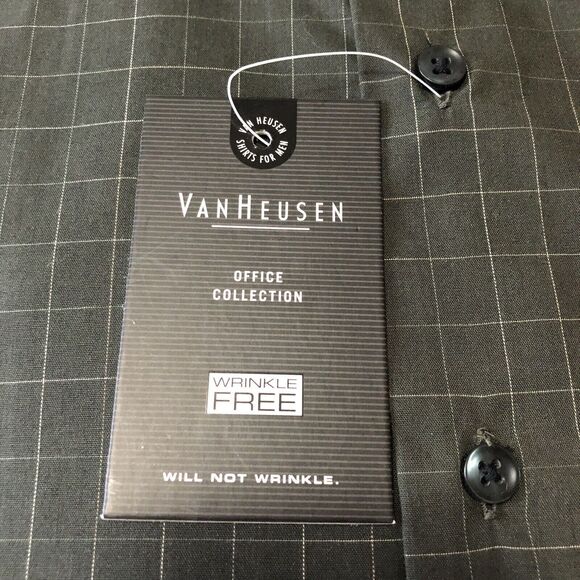 VAN HEUSEN
SHIRTS FOR MEN
VANHEUSEN
OFFICE
COLLECTION
WRINKLE
FREE
WILL NOT WRINKLE.